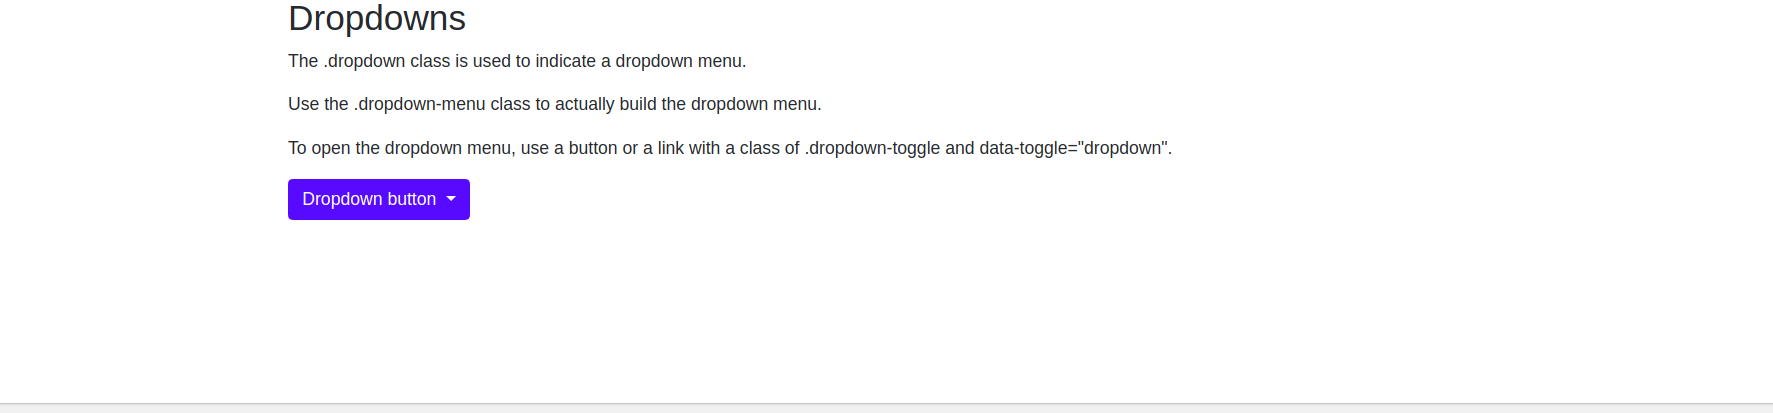 Dropdowns
The .dropdown class is used to indicate a dropdown menu.
Use the .dropdown-menu class to actually build the dropdown menu.
To open the dropdown menu, use a button or a link with a class of .dropdown-toggle and data-toggle="dropdown".
Dropdown button